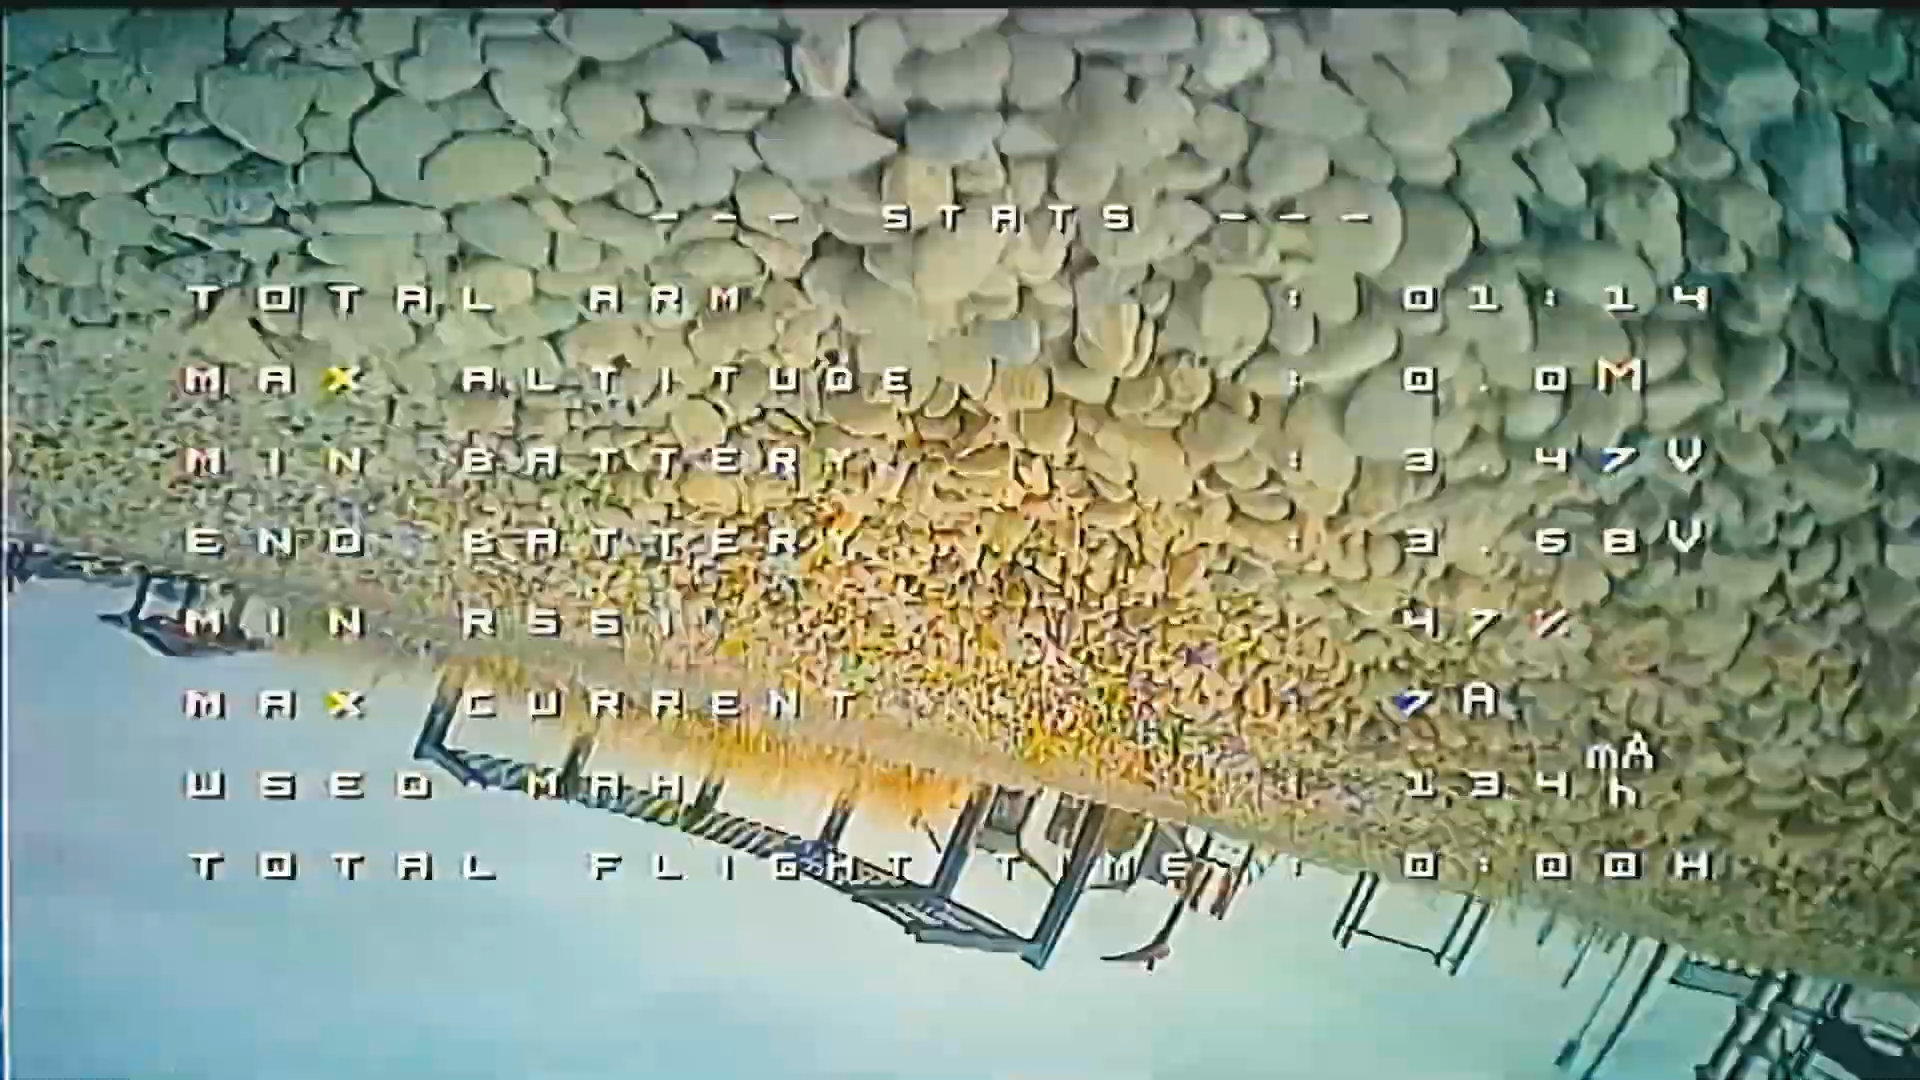 --- STATS ---
TOTAL ARM : 01:14
MAX ALTITUDE : 0.0M
MIN BATTERY : 3.47V
END BATTERY : 3.68V
MIN RSSI : 47%
MAX CURRENT : 7A
USED MAH : 134mAh
TOTAL FLIGHT TIME : 0:00H